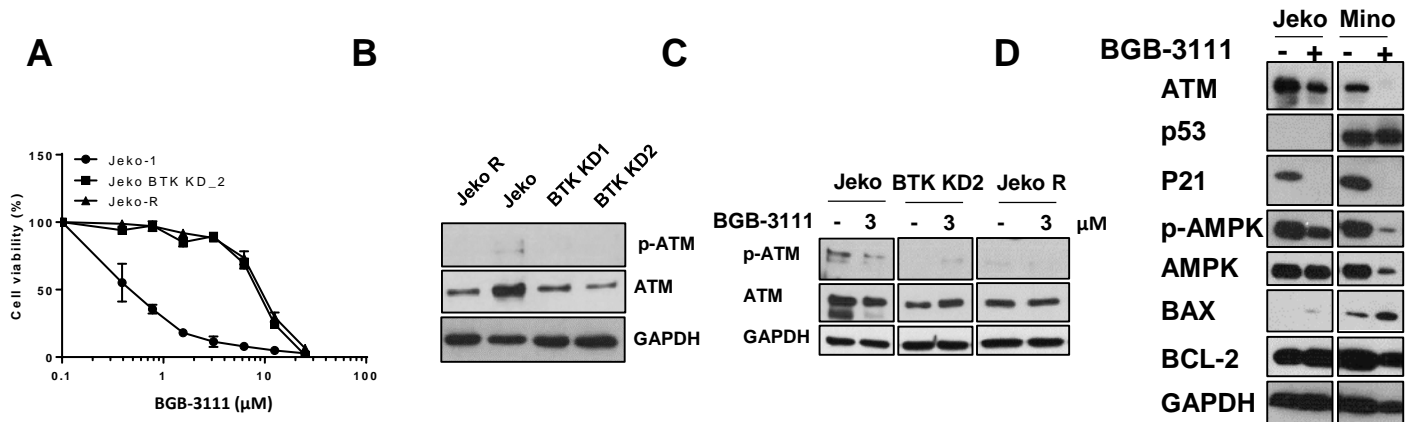 A
150
100
50
0
Cell viability (%)
Jeko-1
Jeko BTK KD_2
Jeko-R
0.1
1
10
100
BGB-3111 (μM)
B
Jeko R
Jeko
BTK KD1
BTK KD2
p-ATM
ATM
GAPDH
C
Jeko BTK KD2 Jeko R
BGB-3111 - 3 - 3 - 3 μM
p-ATM
ATM
GAPDH
D
Jeko Mino
BGB-3111 - + - +
ATM
p53
P21
p-AMPK
AMPK
BAX
BCL-2
GAPDH